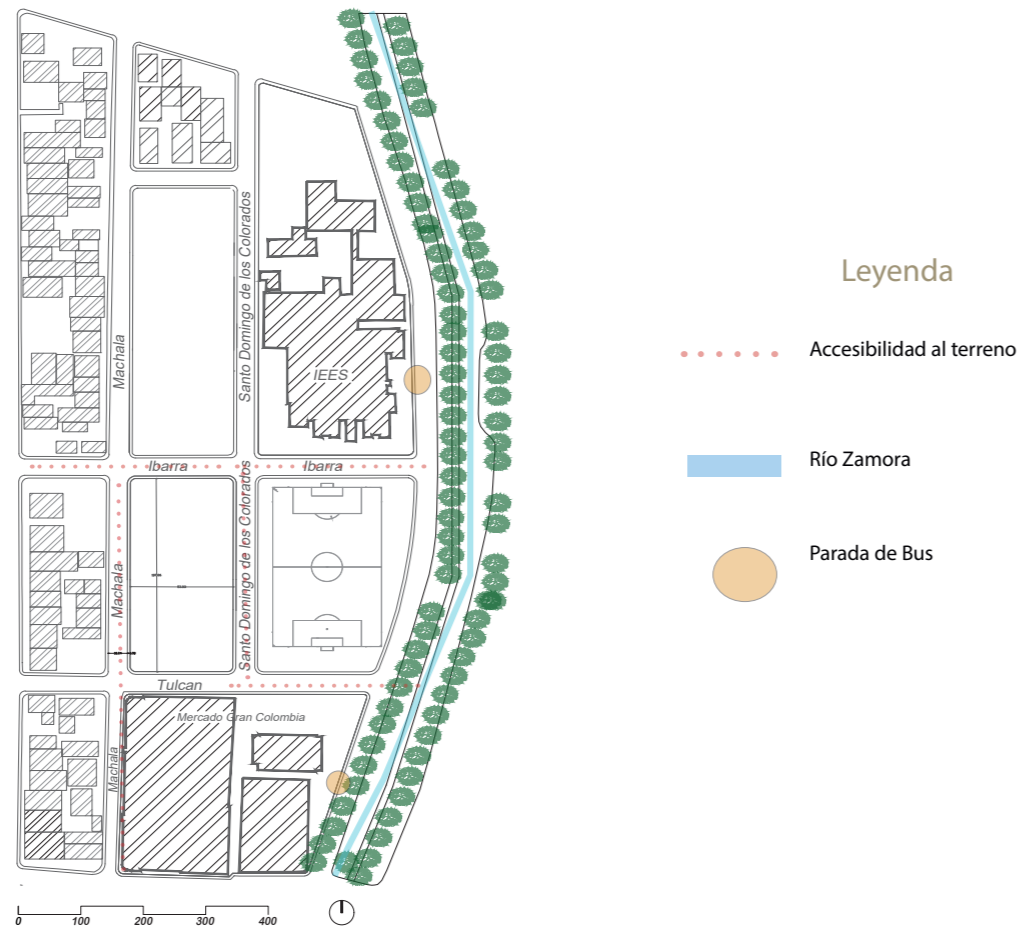 Machala
Santo Domingo de los Colorados
IEES
Ibarra
Ibarra
Machala
Santo Domingo de los Colorados
Tulcan
Mercado Gran Colombia
Machala
0 100 200 300 400
Leyenda
Accesibilidad al terreno
Río Zamora
Parada de Bus